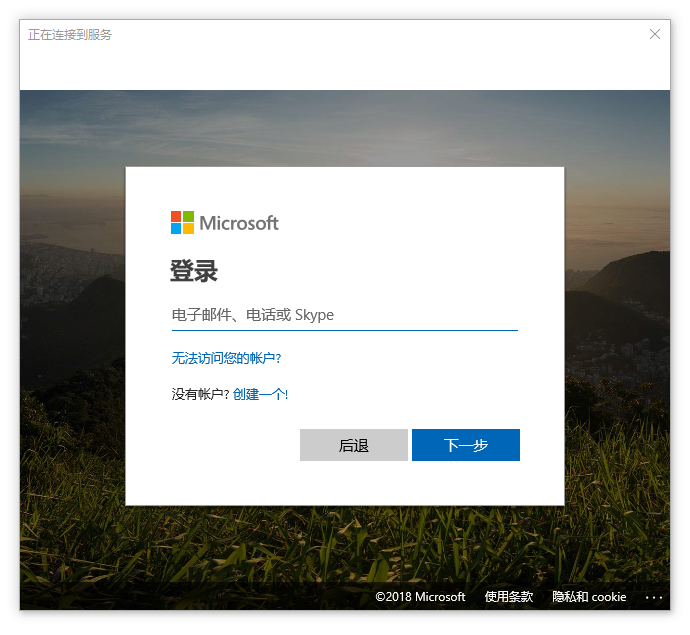 正在连接到服务
Microsoft
登录
电子邮件、电话或 Skype
无法访问您的帐户?
没有帐户? 创建一个!
后退 下一步
©2018 Microsoft 使用条款 隐私和 cookie ···